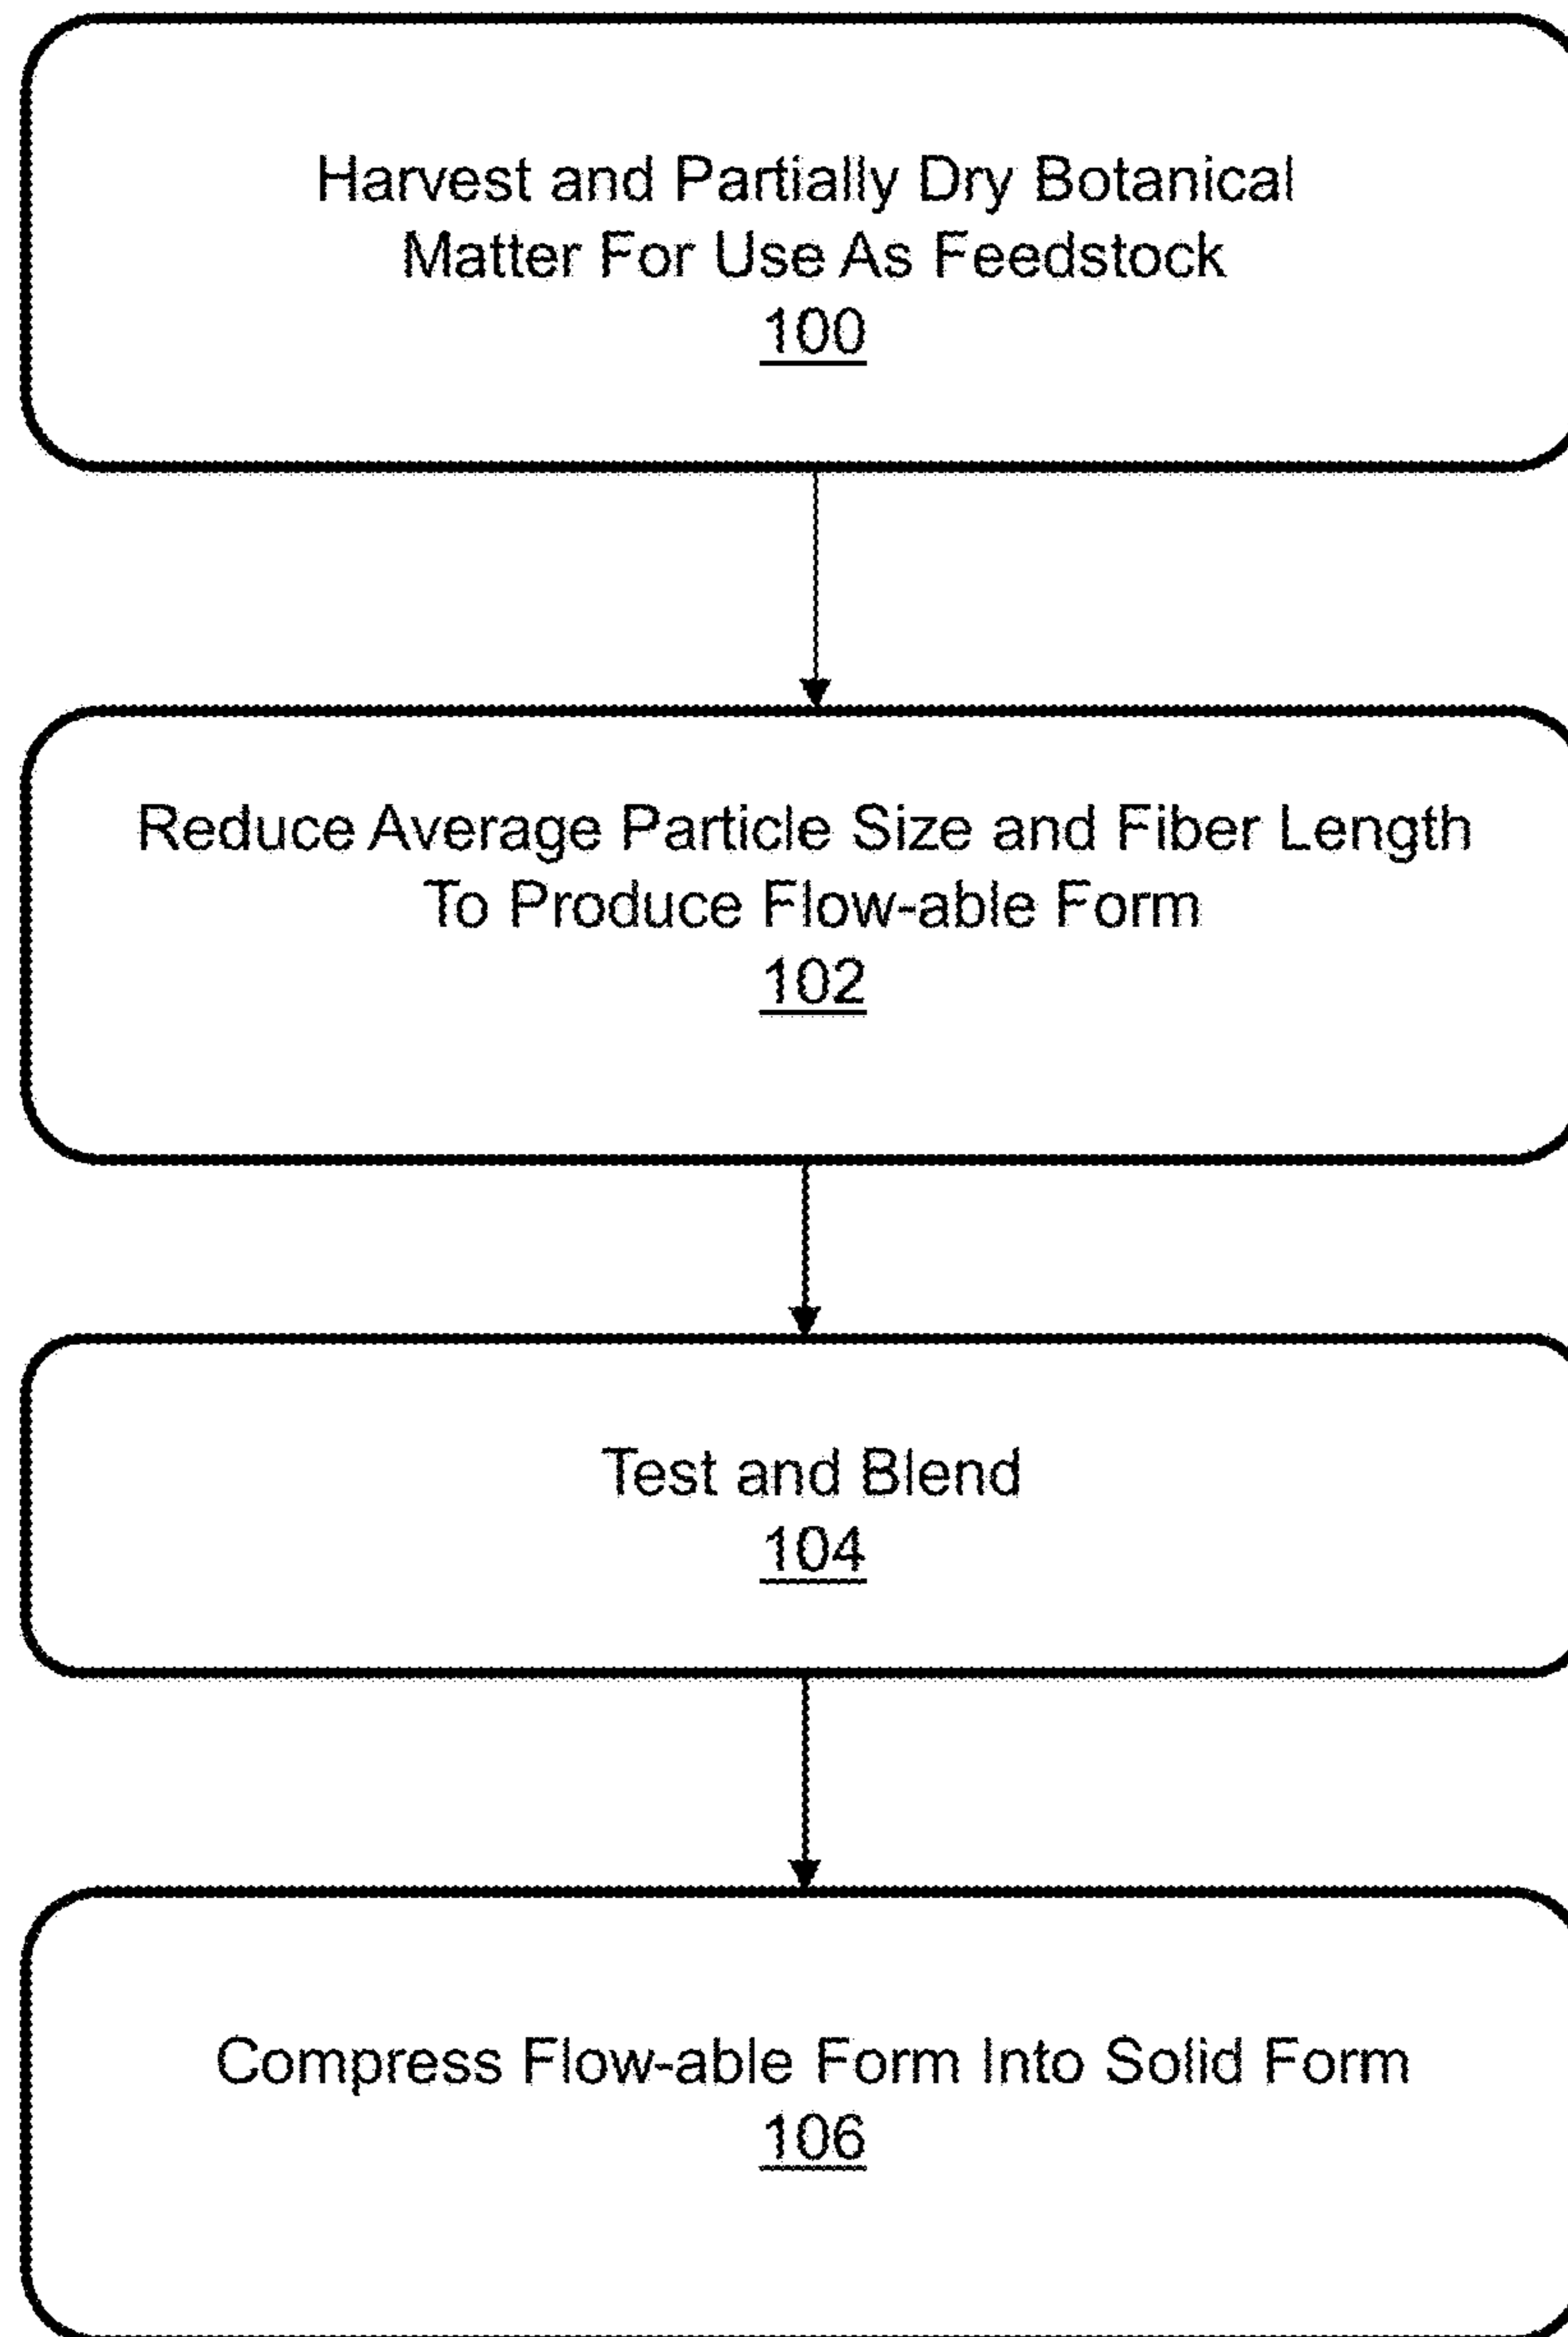 Harvest and Partially Dry Botanical
Matter For Use As Feedstock
100
Reduce Average Particle Size and Fiber Length
To Produce Flow-able Form
102
Test and Blend
104
Compress Flow-able Form Into Solid Form
106